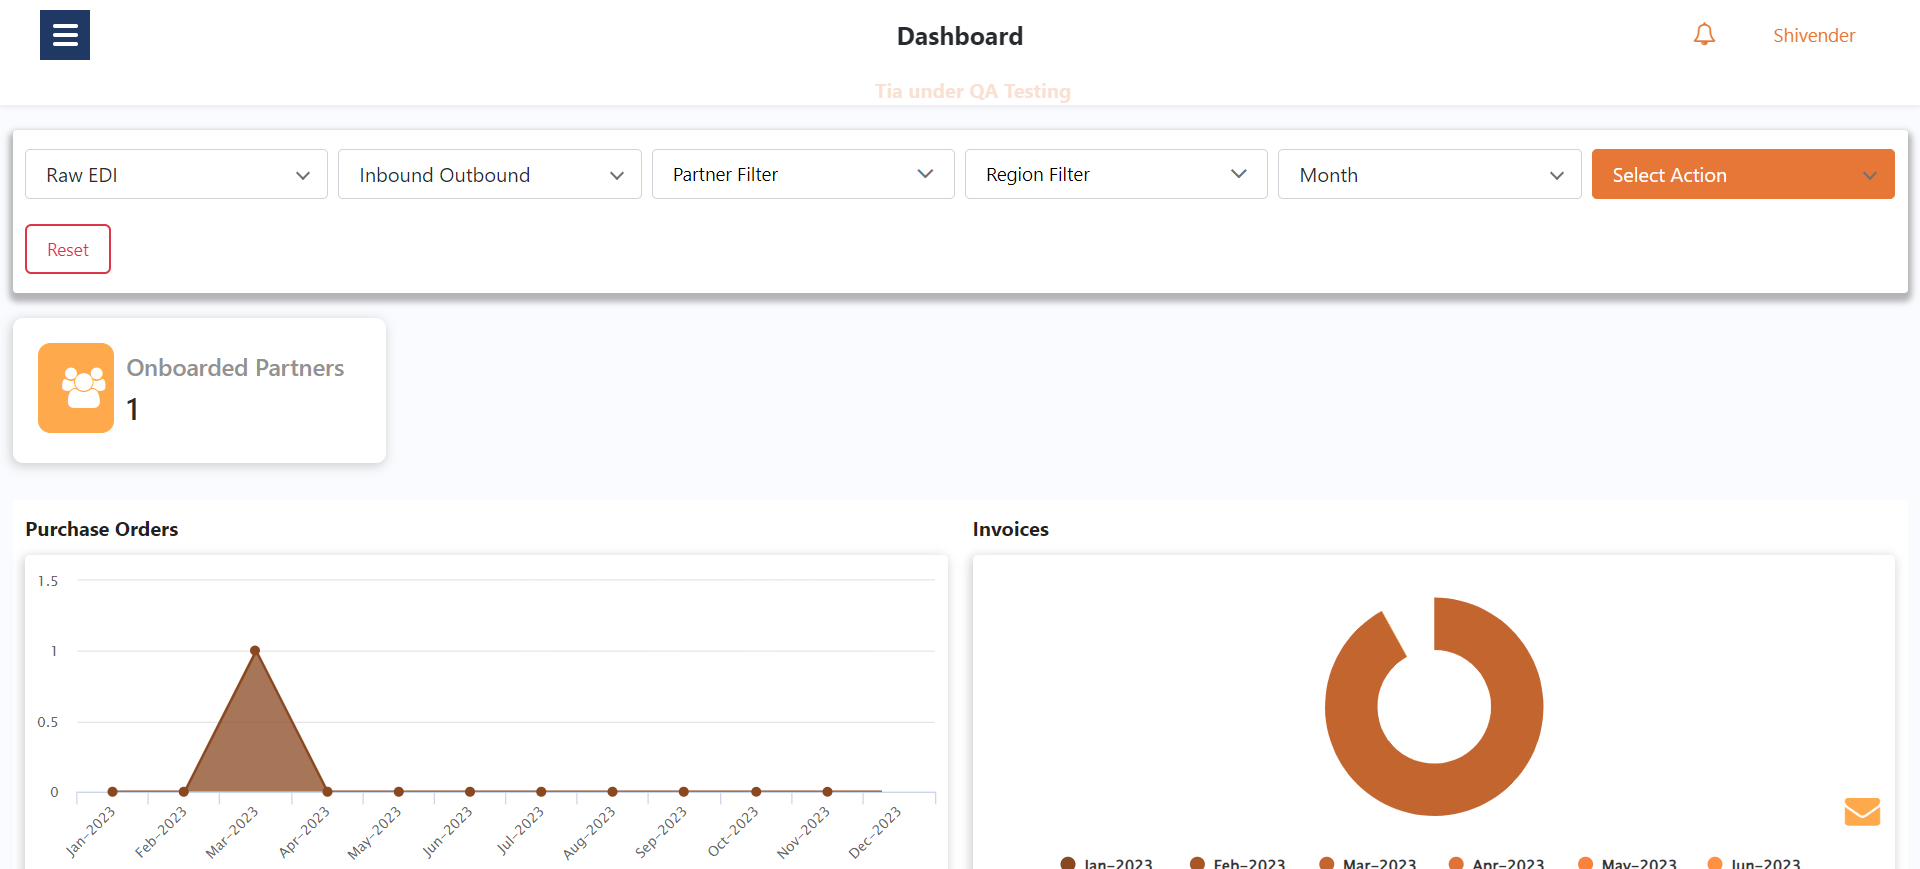 Dashboard
Shivender
Tia under QA Testing
Raw EDI
Inbound Outbound
Partner Filter
Region Filter
Month
Select Action
Reset
Onboarded Partners
1
Purchase Orders
Invoices
1.5
1
0.5
0
Jan-2023
Feb-2023
Mar-2023
Apr-2023
May-2023
Jun-2023
Jul-2023
Aug-2023
Sep-2023
Oct-2023
Nov-2023
Dec-2023
Jan-2023
Feb-2023
Mar-2023
Apr-2023
May-2023
Jun-2023